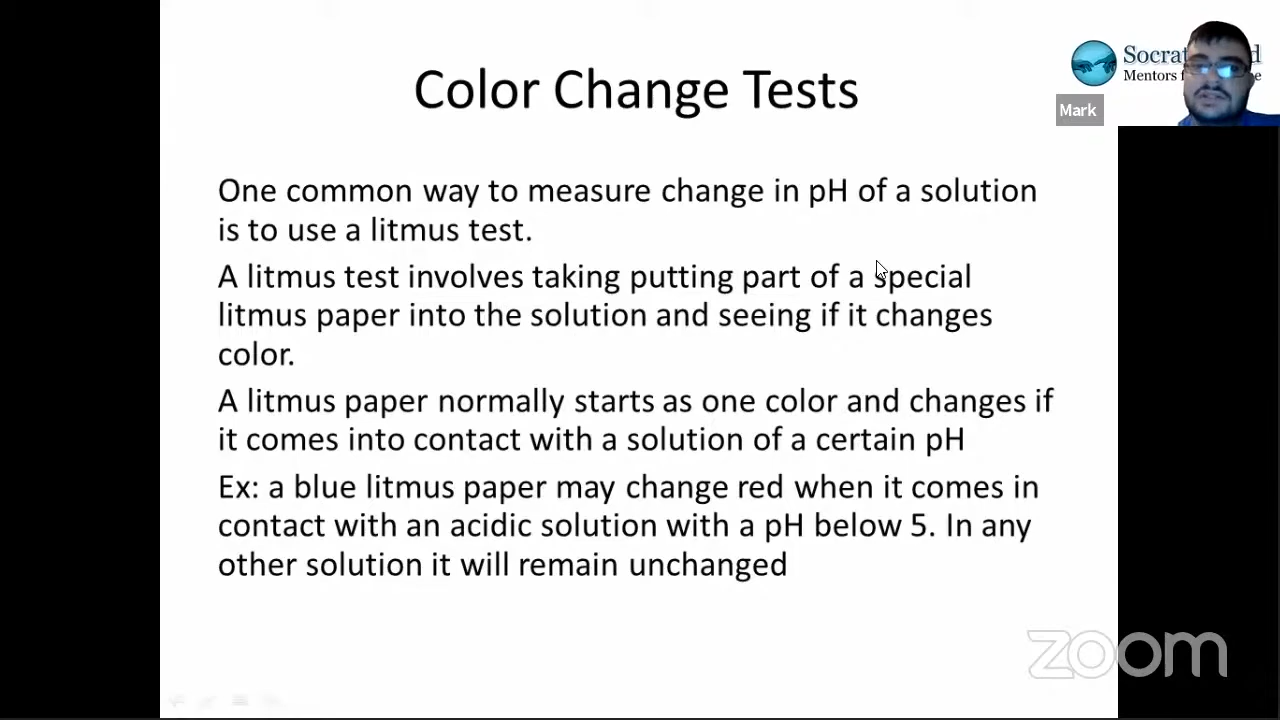 Color Change Tests
Mentors f
Mark
One common way to measure change in pH of a solution
is to use a litmus test.
A litmus test involves taking putting part of a special
litmus paper into the solution and seeing if it changes
color.
A litmus paper normally starts as one color and changes if
it comes into contact with a solution of a certain pH
Ex: a blue litmus paper may change red when it comes in
contact with an acidic solution with a pH below 5. In any
other solution it will remain unchanged
zoom